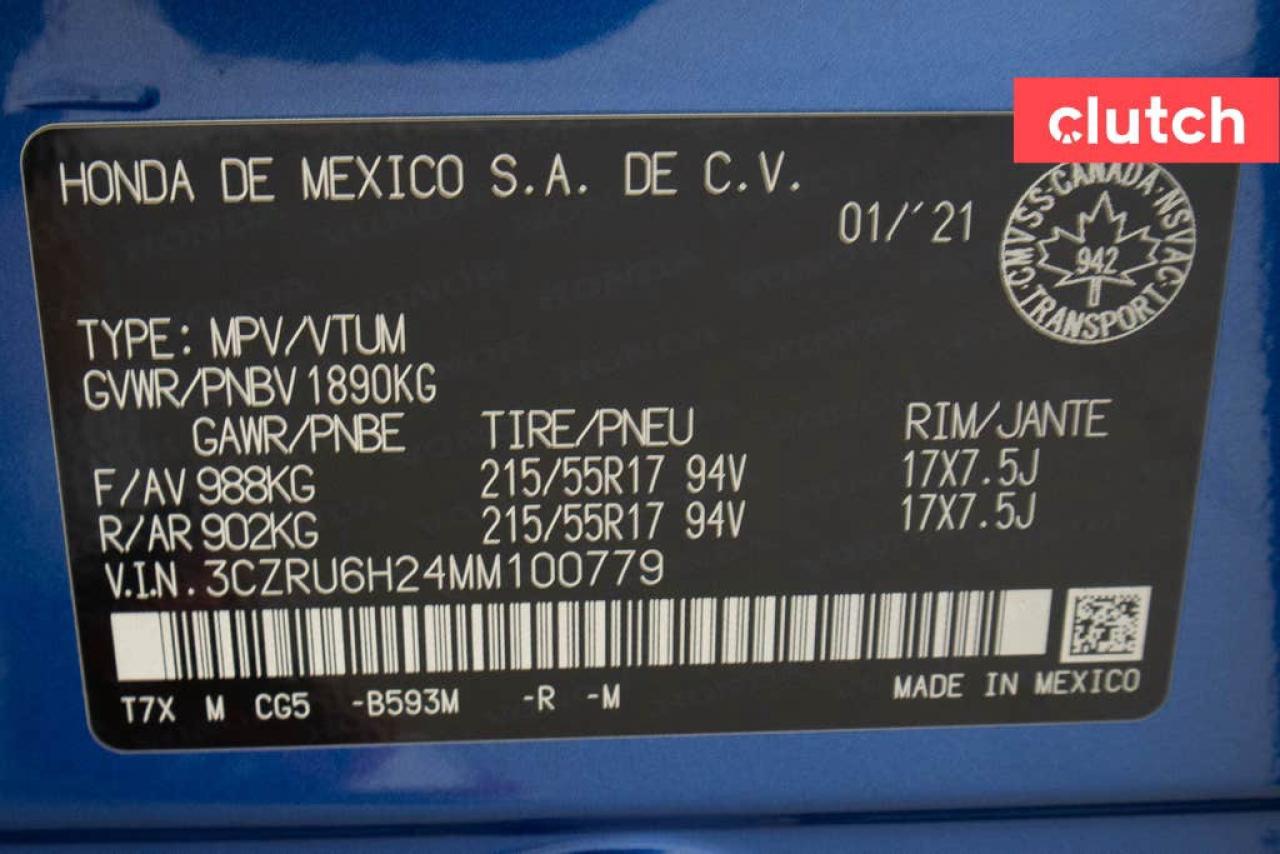 clutch
HONDA DE MEXICO S.A. DE C.V.
01/'21
CMVSS·CANADA·NSVAC·TRANSPORT
942
TYPE: MPV/VTUM
GVWR/PNBV 1890KG
GAWR/PNBE TIRE/PNEU RIM/JANTE
F/AV 988KG 215/55R17 94V 17X7.5J
R/AR 902KG 215/55R17 94V 17X7.5J
V.I.N. 3CZRU6H24MM100779
T7X M CG5 -B593M -R -M
MADE IN MEXICO